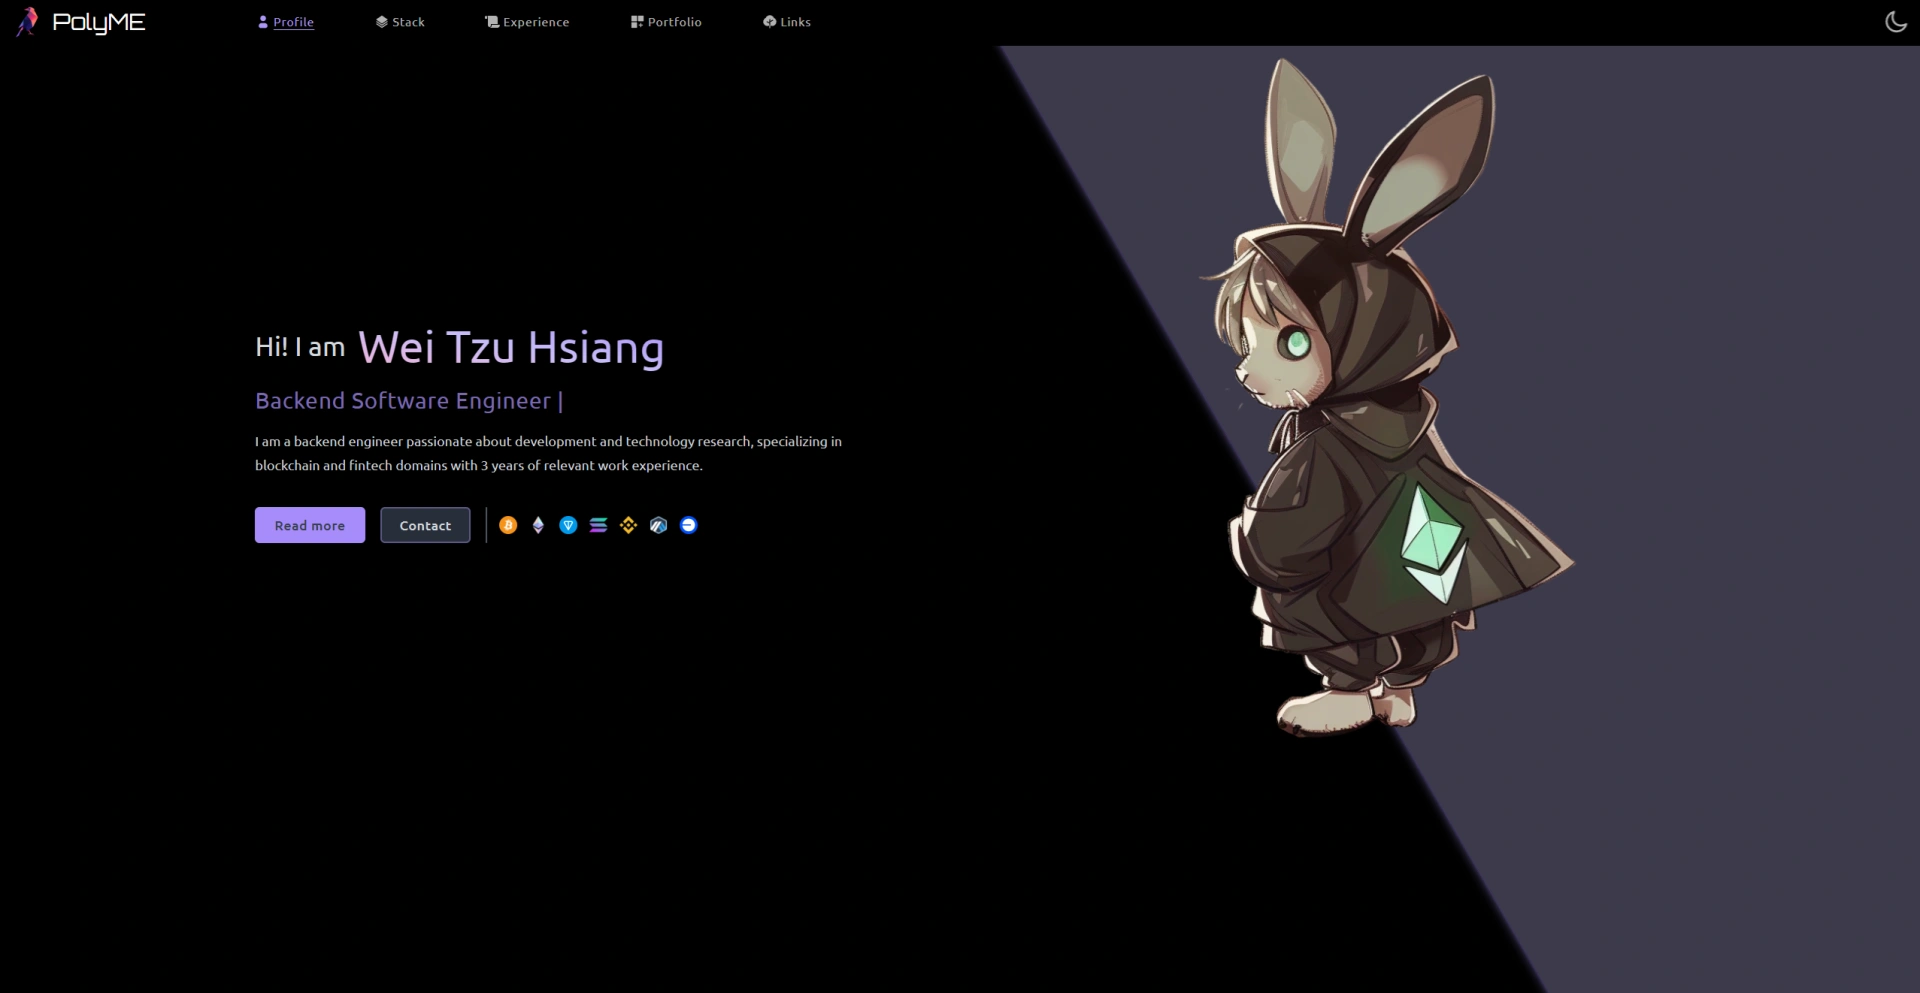 PolyME
Profile
Stack
Experience
Portfolio
Links
Hi! I am Wei Tzu Hsiang
Backend Software Engineer |
I am a backend engineer passionate about development and technology research, specializing in
blockchain and fintech domains with 3 years of relevant work experience.
Read more
Contact